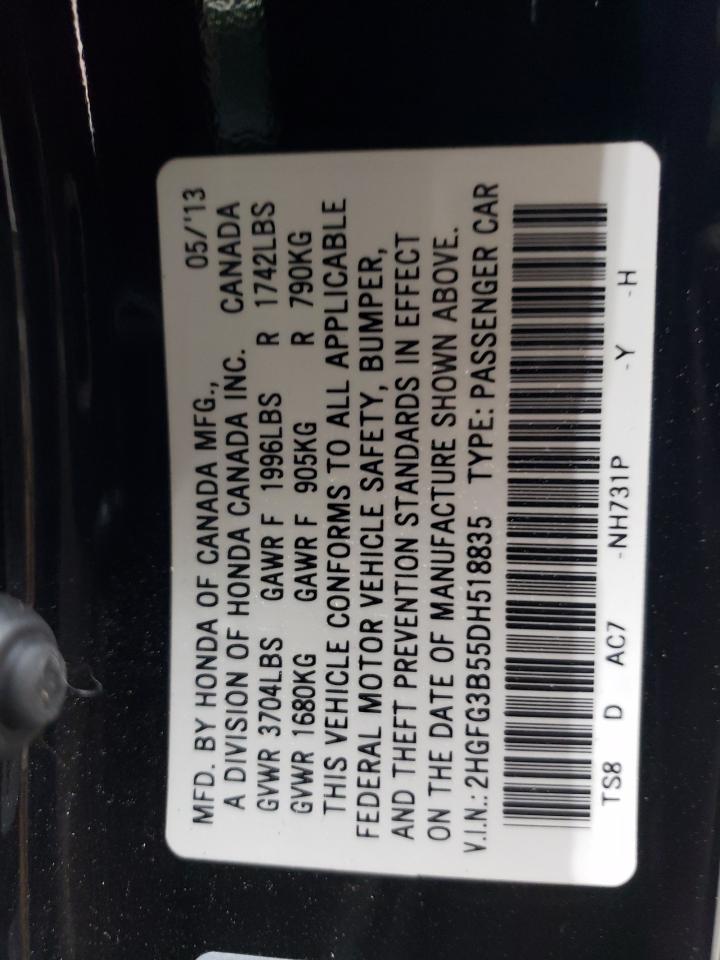 MFD. BY HONDA OF CANADA MFG., 05/'13
A DIVISION OF HONDA CANADA INC. CANADA
GVWR 3704LBS GAWR F 1996LBS R 1742LBS
GVWR 1680KG GAWR F 905KG R 790KG
THIS VEHICLE CONFORMS TO ALL APPLICABLE
FEDERAL MOTOR VEHICLE SAFETY, BUMPER,
AND THEFT PREVENTION STANDARDS IN EFFECT
ON THE DATE OF MANUFACTURE SHOWN ABOVE.
V.I.N.: 2HGFG3B55DH518835 TYPE: PASSENGER CAR
TS8 D AC7 -NH731P -Y -H